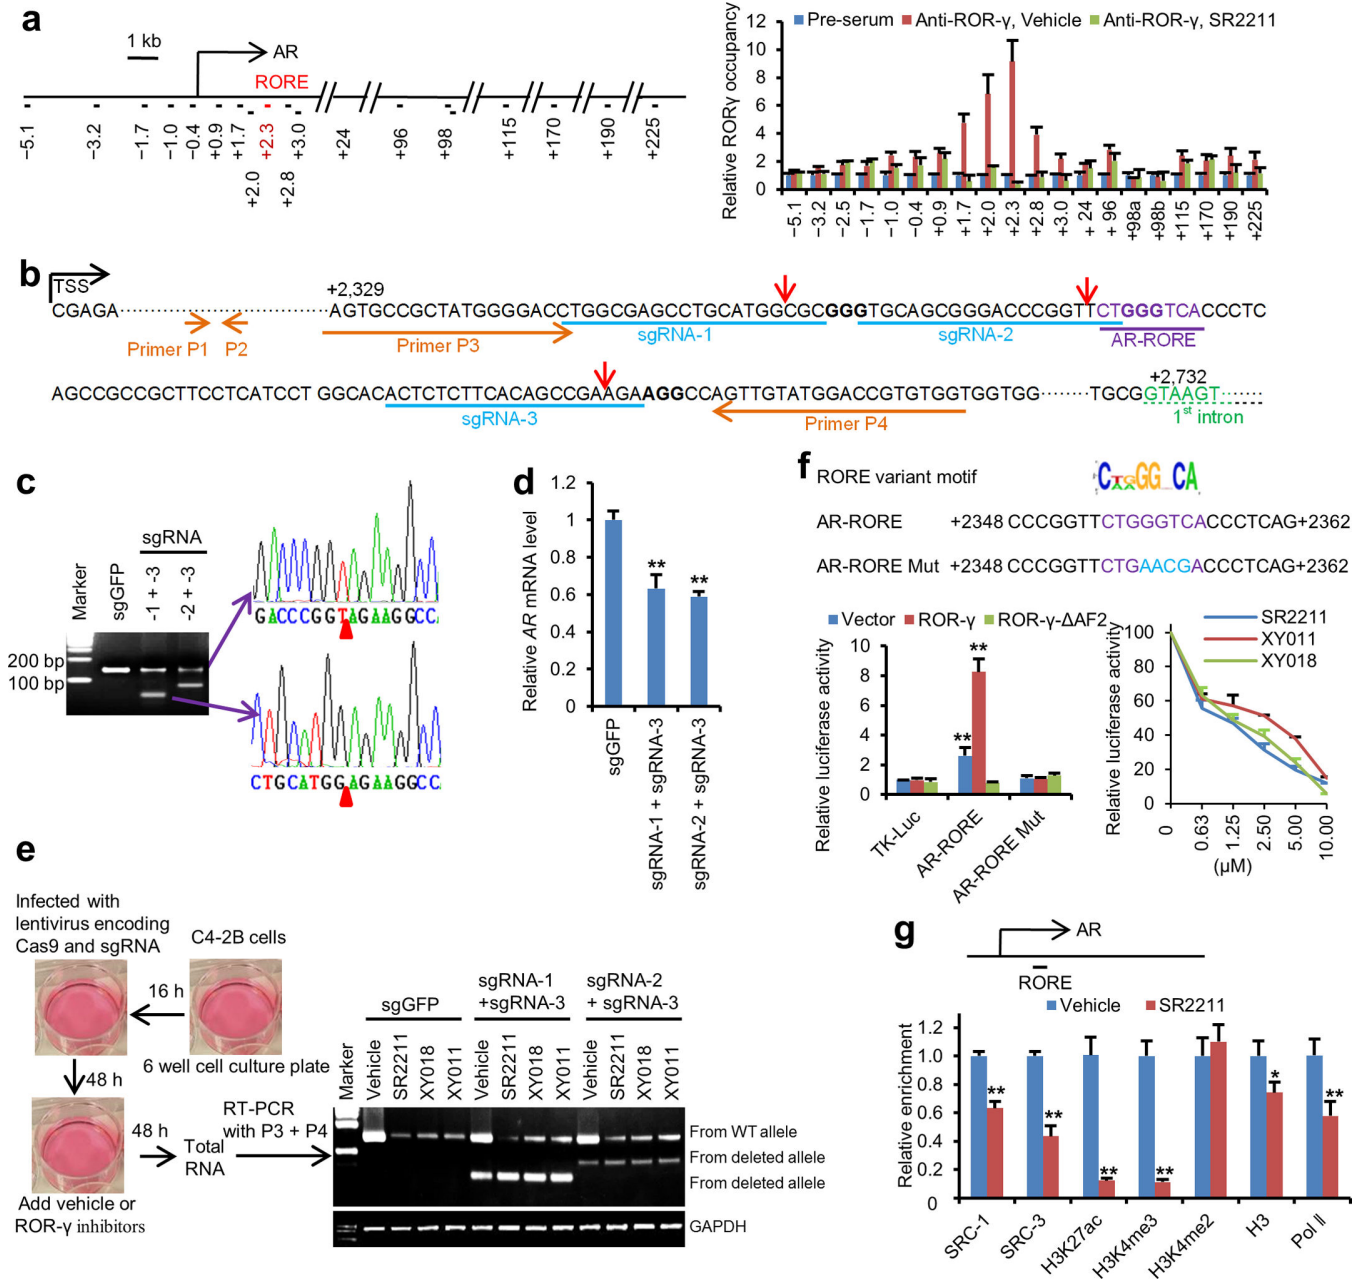 a
1 kb
AR
RORE
−5.1
−3.2
−1.7
−1.0
−0.4
+0.9
+1.7
+2.0
+2.3
+2.8
+3.0
+24
+96
+98
+115
+170
+190
+225
Relative RORγ occupancy
12
10
8
6
4
2
0
Pre-serum
Anti-ROR-γ, Vehicle
Anti-ROR-γ, SR2211
−5.1
−3.2
−2.5
−1.7
−1.0
−0.4
+0.9
+1.7
+2.0
+2.3
+2.8
+3.0
+ 24
+ 96
+98a
+98b
+115
+170
+190
+225
b
TSS
+2,329
CGAGA
AGTGCCGCTATGGGGACCTGGCGAGCCTGCATGGCGCGGGTGCAGCGGGACCCGGTTCTGGGTCACCCTC
Primer P1
P2
Primer P3
sgRNA-1
sgRNA-2
AR-RORE
AGCCGCCGCTTCCTCATCCT GGCACACTCTCTTCACAGCCGAAGAAGGCCAGTTGTATGGACCGTGTGGTGGTGG
TGCGGTAAGT
+2,732
sgRNA-3
Primer P4
1st intron
c
Marker
sgGFP
sgRNA
-1 + -3
-2 + -3
200 bp
100 bp
GACCCGGTAGAAGGCC
CTGCATGGAGAAGGCC
d
Relative AR mRNA level
1.2
1
0.8
0.6
0.4
0.2
0
**
**
sgGFP
sgRNA-1 + sgRNA-3
sgRNA-2 + sgRNA-3
e
Infected with
lentivirus encoding
Cas9 and sgRNA
C4-2B cells
16 h
6 well cell culture plate
48 h
48 h
Total
RNA
RT-PCR
with P3 + P4
Add vehicle or
ROR-γ inhibitors
sgGFP
sgRNA-1
+sgRNA-3
sgRNA-2
+ sgRNA-3
Marker
Vehicle
SR2211
XY018
XY011
Vehicle
SR2211
XY018
XY011
Vehicle
SR2211
XY018
XY011
From WT allele
From deleted allele
From deleted allele
GAPDH
f
RORE variant motif
AR-RORE
+2348 CCCGGTTCTGGGTCACCCTCAG+2362
AR-RORE Mut
+2348 CCCGGTTCTGAACGACCCTCAG+2362
Vector
ROR-γ
ROR-γ-ΔAF2
Relative luciferase activity
10
8
6
4
2
0
**
**
TK-Luc
AR-RORE
AR-RORE Mut
SR2211
XY011
XY018
Relative luciferase activity
100
80
60
40
20
0
0
0.63
1.25
2.50
5.00
10.00
(μM)
g
AR
RORE
Vehicle
SR2211
Relative enrichment
1.2
1.0
0.8
0.6
0.4
0.2
0
**
**
**
**
*
**
SRC-1
SRC-3
H3K27ac
H3K4me3
H3K4me2
H3
Pol II